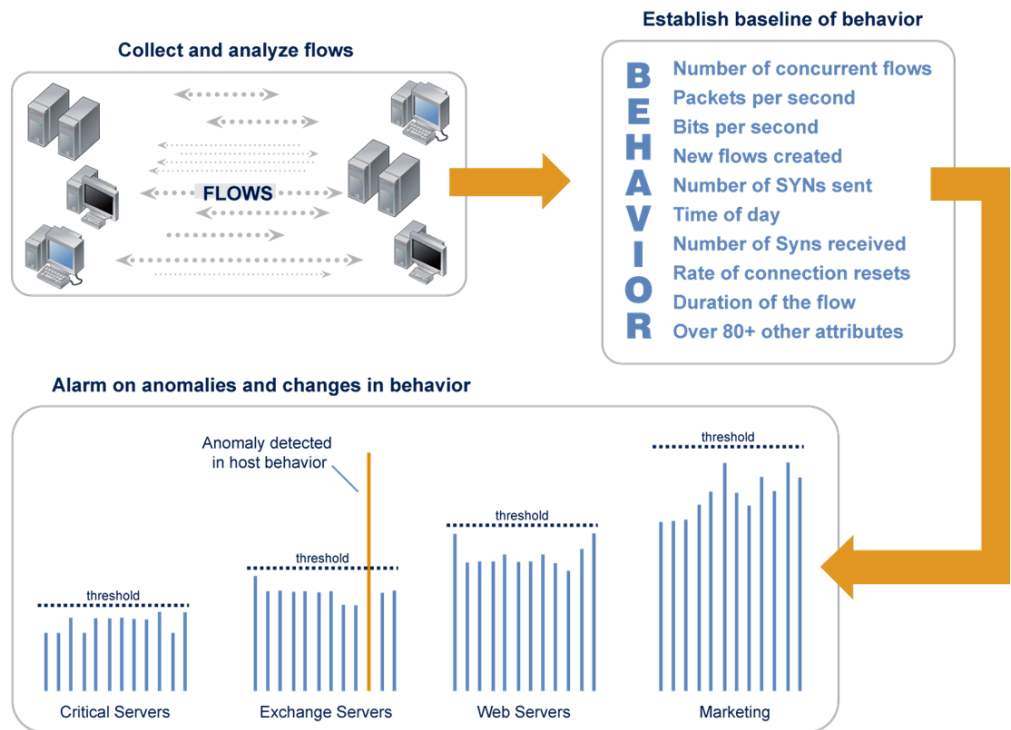 Collect and analyze flows
FLOWS
Establish baseline of behavior
BEHAVIOR
Number of concurrent flows
Packets per second
Bits per second
New flows created
Number of SYNs sent
Time of day
Number of Syns received
Rate of connection resets
Duration of the flow
Over 80+ other attributes
Alarm on anomalies and changes in behavior
Anomaly detected
in host behavior
threshold
threshold
threshold
threshold
Critical Servers
Exchange Servers
Web Servers
Marketing